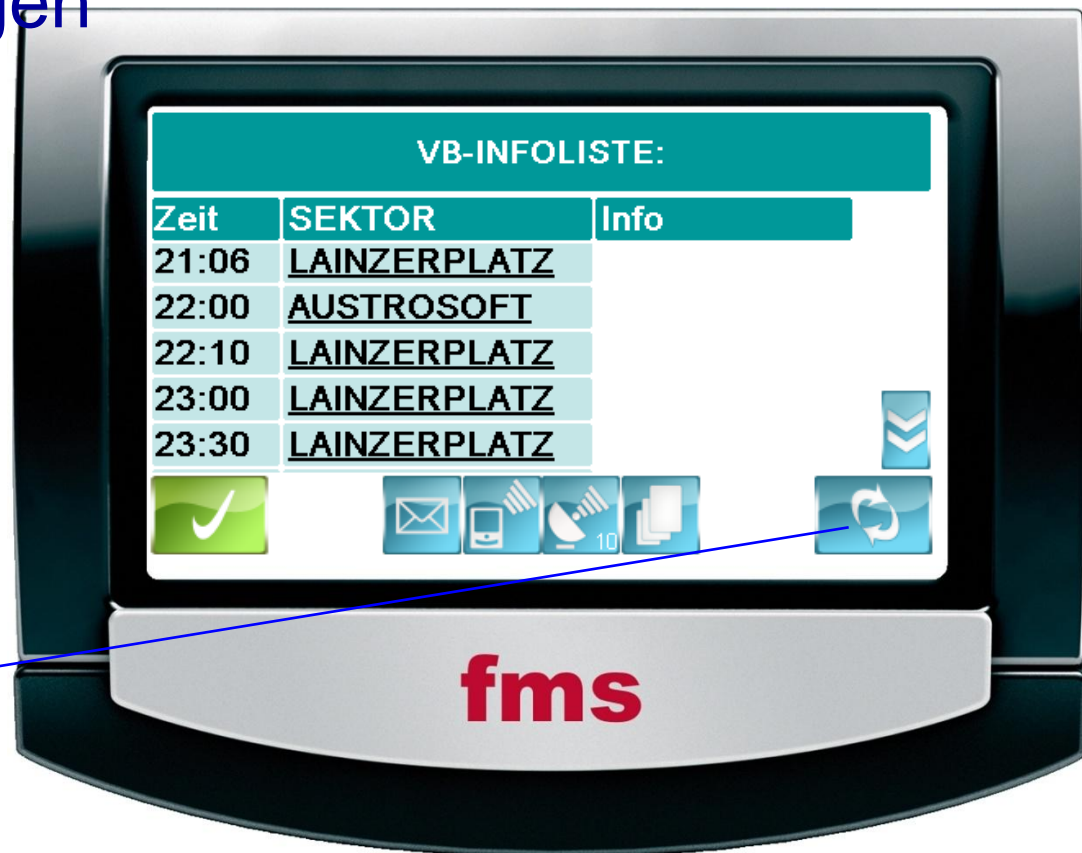 VB-INFOLISTE:
Zeit SEKTOR Info
21:06 LAINZERPLATZ
22:00 AUSTROSOFT
22:10 LAINZERPLATZ
23:00 LAINZERPLATZ
23:30 LAINZERPLATZ
10
fms